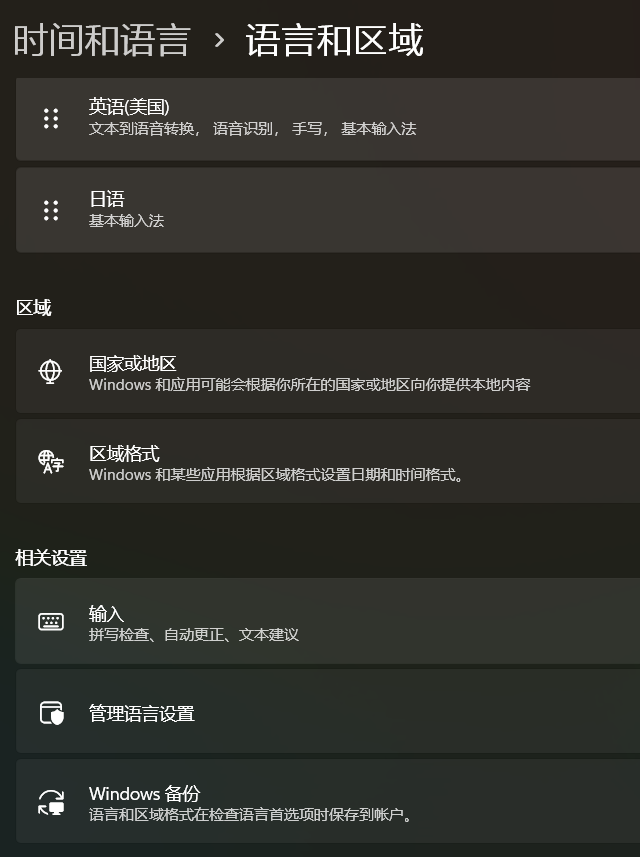 时间和语言 › 语言和区域
英语(美国)
文本到语音转换， 语音识别， 手写， 基本输入法
日语
基本输入法
区域
国家或地区
Windows 和应用可能会根据你所在的国家或地区向你提供本地内容
区域格式
Windows 和某些应用根据区域格式设置日期和时间格式。
相关设置
输入
拼写检查、自动更正、文本建议
管理语言设置
Windows 备份
语言和区域格式在检查语言首选项时保存到帐户。